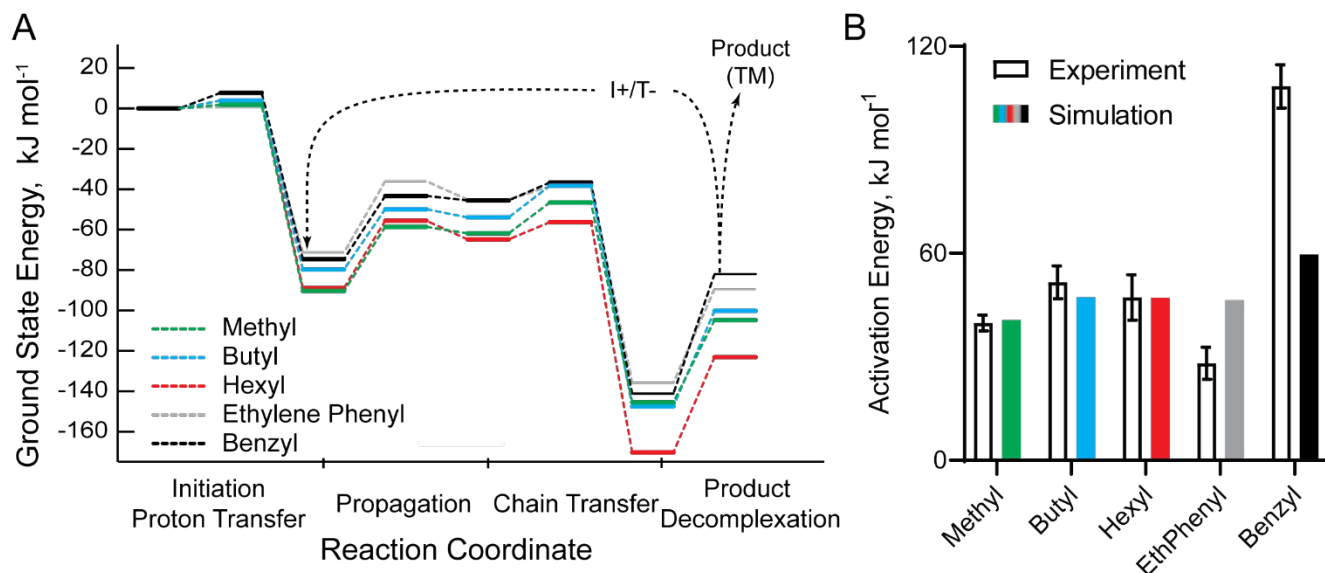 A
Ground State Energy, kJ mol-1
20
0
-20
-40
-60
-80
-100
-120
-140
-160
Product
(TM)
I+/T-
Methyl
Butyl
Hexyl
Ethylene Phenyl
Benzyl
Initiation
Proton Transfer
Propagation
Chain Transfer
Product
Decomplexation
Reaction Coordinate
B
Activation Energy, kJ mol-1
120
60
0
Experiment
Simulation
Methyl
Butyl
Hexyl
EthPhenyl
Benzyl